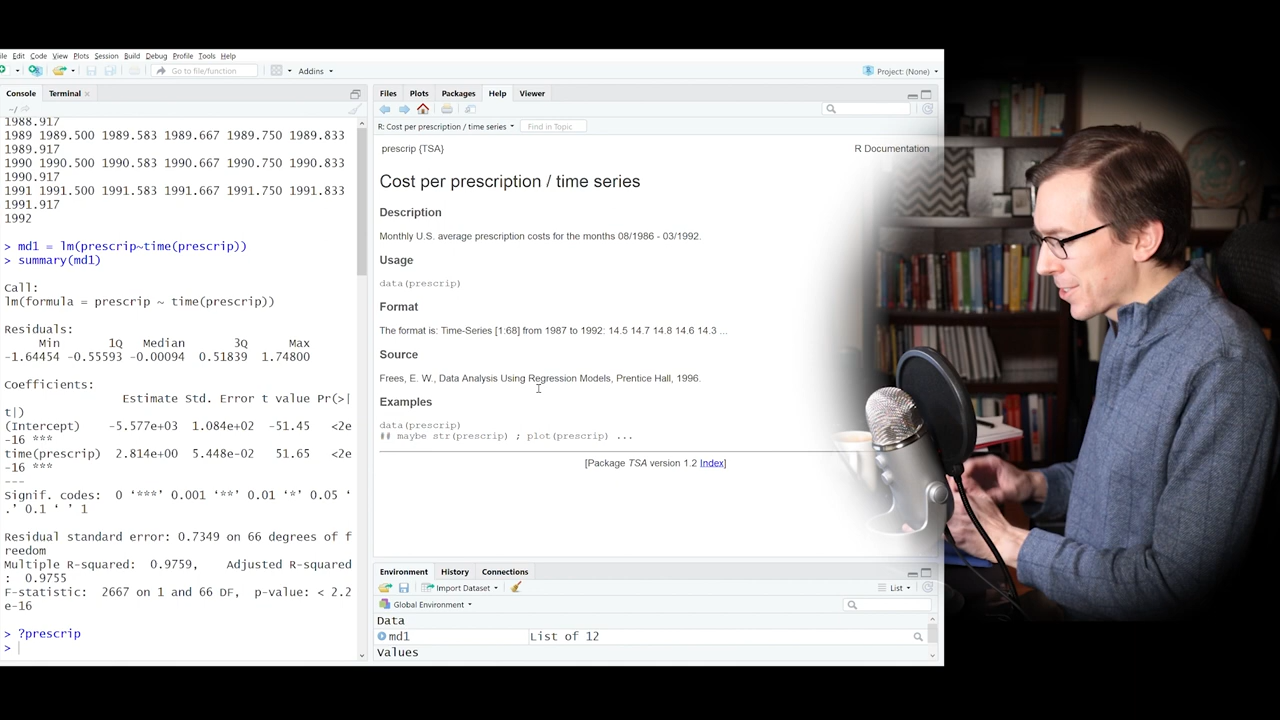 ile Edit Code View Plots Session Build Debug Profile Tools Help
Go to file/function Addins Project: (None)
Console Terminal
~/
1988.917
1989 1989.500 1989.583 1989.667 1989.750 1989.833
1989.917
1990 1990.500 1990.583 1990.667 1990.750 1990.833
1990.917
1991 1991.500 1991.583 1991.667 1991.750 1991.833
1991.917
1992
> md1 = lm(prescrip~time(prescrip))
> summary(md1)
Call:
lm(formula = prescrip ~ time(prescrip))
Residuals:
Min 1Q Median 3Q Max
-1.64454 -0.55593 -0.00094 0.51839 1.74800
Coefficients:
Estimate Std. Error t value Pr(>|
t|)
(Intercept) -5.577e+03 1.084e+02 -51.45 <2e
-16 ***
time(prescrip) 2.814e+00 5.448e-02 51.65 <2e
-16 ***
---
Signif. codes: 0 ‘***’ 0.001 ‘**’ 0.01 ‘*’ 0.05 ‘
.’ 0.1 ‘ ’ 1
Residual standard error: 0.7349 on 66 degrees of f
reedom
Multiple R-squared: 0.9759, Adjusted R-squared
: 0.9755
F-statistic: 2667 on 1 and 66 DF, p-value: < 2.2
e-16
> ?prescrip
>
Files Plots Packages Help Viewer
R: Cost per prescription / time series Find in Topic
prescrip {TSA} R Documentation
Cost per prescription / time series
Description
Monthly U.S. average prescription costs for the months 08/1986 - 03/1992.
Usage
data(prescrip)
Format
The format is: Time-Series [1:68] from 1987 to 1992: 14.5 14.7 14.8 14.6 14.3 ...
Source
Frees, E. W., Data Analysis Using Regression Models, Prentice Hall, 1996.
Examples
data(prescrip)
## maybe str(prescrip) ; plot(prescrip) ...
[Package TSA version 1.2 Index]
Environment History Connections
Import Dataset List
Global Environment
Data
md1 List of 12
Values